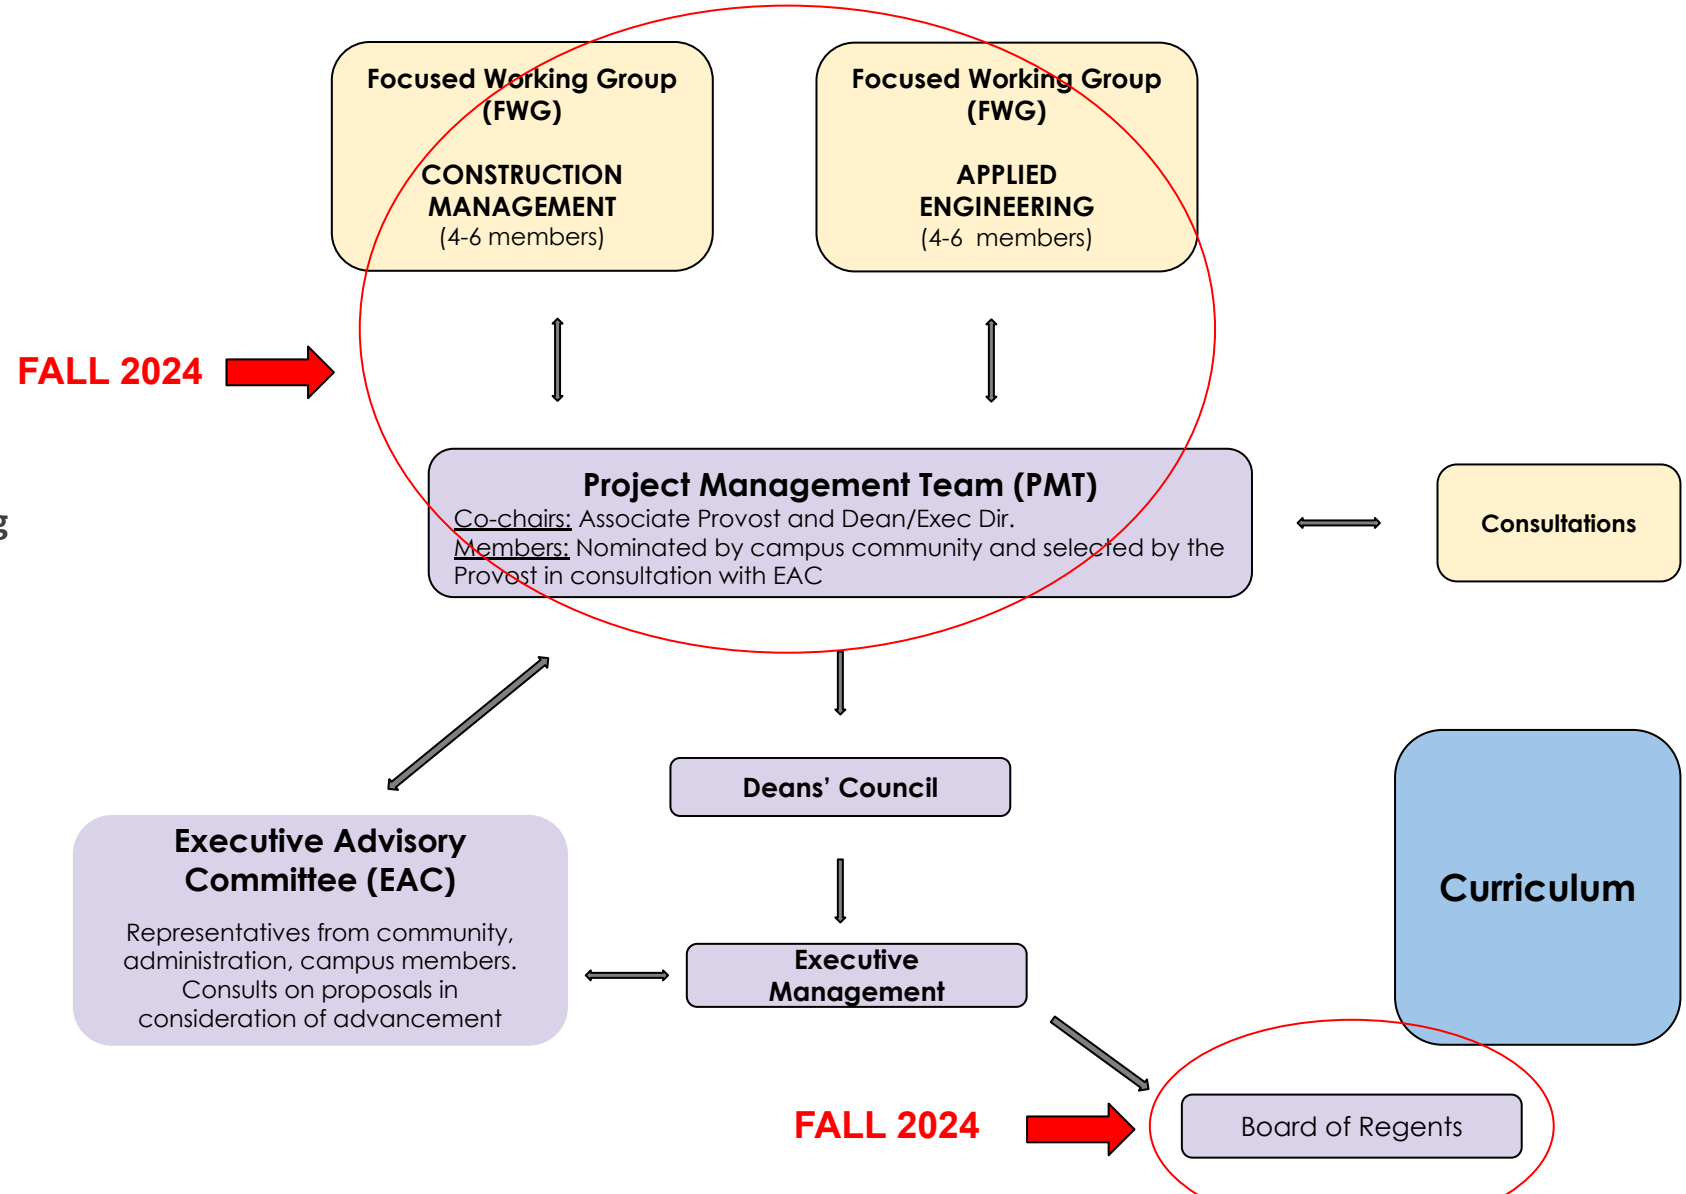 Focused Working Group
(FWG)
CONSTRUCTION
MANAGEMENT
(4-6 members)
Focused Working Group
(FWG)
APPLIED
ENGINEERING
(4-6 members)
FALL 2024
Project Management Team (PMT)
Co-chairs: Associate Provost and Dean/Exec Dir.
Members: Nominated by campus community and selected by the
Provost in consultation with EAC
g
Consultations
Deans’ Council
Executive Advisory
Committee (EAC)
Representatives from community,
administration, campus members.
Consults on proposals in
consideration of advancement
Executive
Management
Curriculum
FALL 2024
Board of Regents